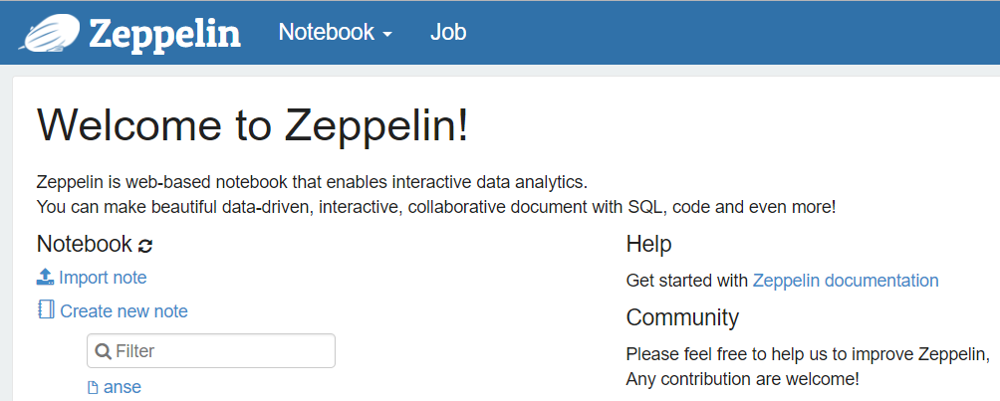 Zeppelin Notebook Job
Welcome to Zeppelin!
Zeppelin is web-based notebook that enables interactive data analytics.
You can make beautiful data-driven, interactive, collaborative document with SQL, code and even more!
Notebook
Import note
Create new note
Filter
anse
Help
Get started with Zeppelin documentation
Community
Please feel free to help us to improve Zeppelin,
Any contribution are welcome!